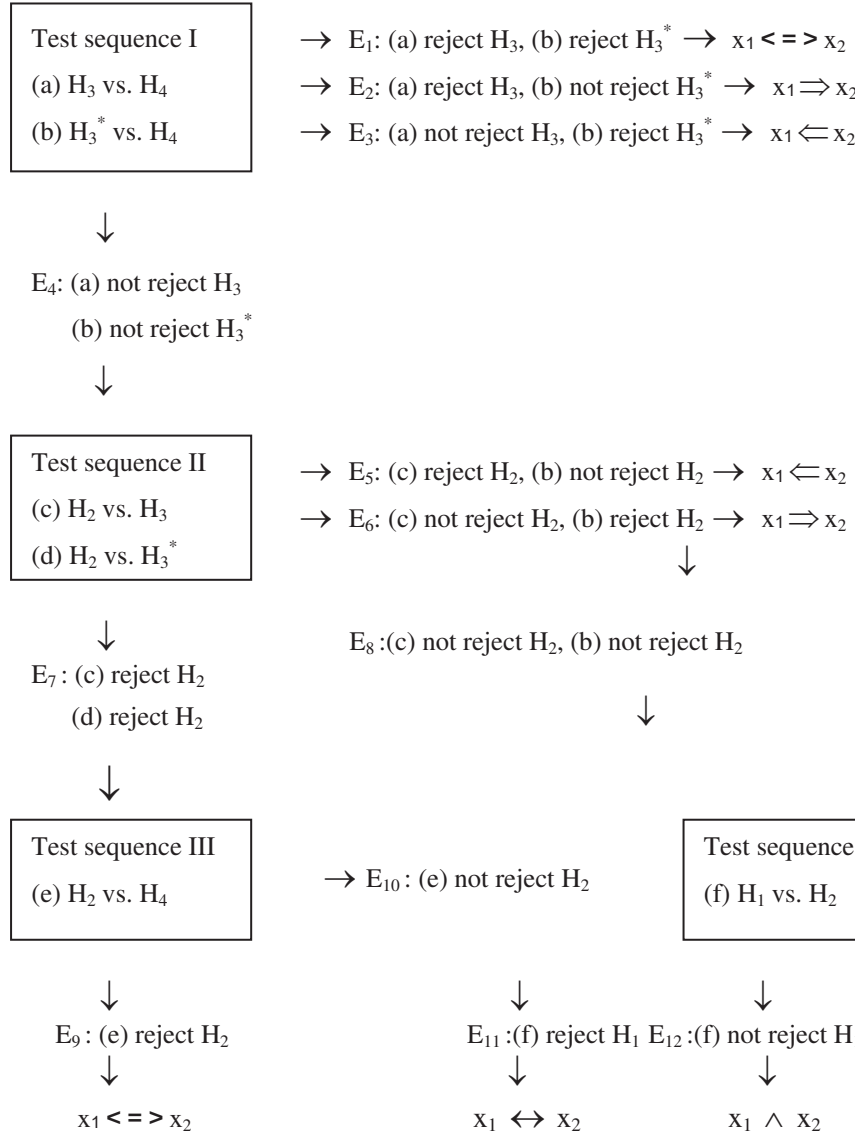 Test sequence I
(a) H₃ vs. H₄
(b) H₃* vs. H₄
→ E₁: (a) reject H₃, (b) reject H₃* → x₁ < = > x₂
→ E₂: (a) reject H₃, (b) not reject H₃* → x₁ ⇒ x₂
→ E₃: (a) not reject H₃, (b) reject H₃* → x₁ ⇐ x₂
↓
E₄: (a) not reject H₃
(b) not reject H₃*
↓
Test sequence II
(c) H₂ vs. H₃
(d) H₂ vs. H₃*
→ E₅: (c) reject H₂, (b) not reject H₂ → x₁ ⇐ x₂
→ E₆: (c) not reject H₂, (b) reject H₂ → x₁ ⇒ x₂
↓
↓
E₈ :(c) not reject H₂, (b) not reject H₂
E₇ : (c) reject H₂
(d) reject H₂
↓
↓
Test sequence III
(e) H₂ vs. H₄
→ E₁₀ : (e) not reject H₂
Test sequence
(f) H₁ vs. H₂
↓ ↓ ↓
E₉ : (e) reject H₂
E₁₁ :(f) reject H₁ E₁₂ :(f) not reject H
↓ ↓ ↓
x₁ < = > x₂
x₁ ↔ x₂
x₁ ∧ x₂